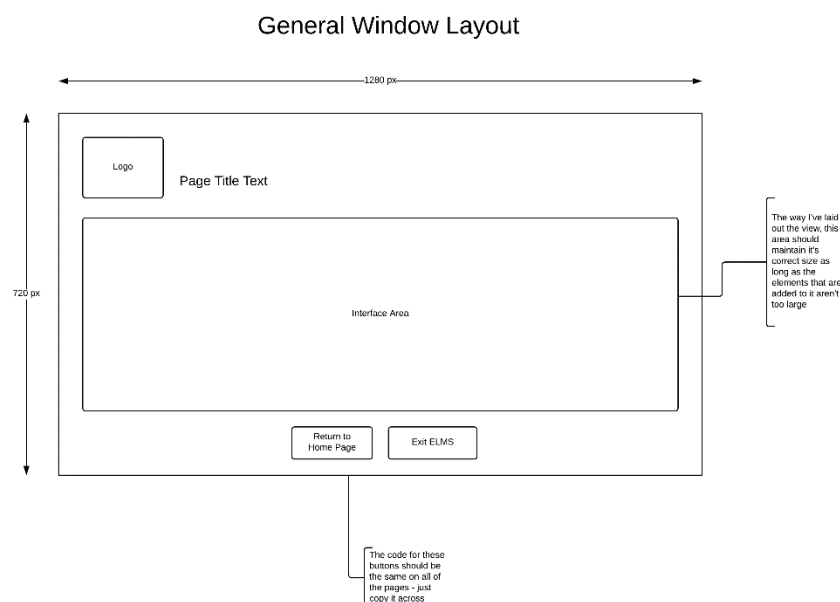 General Window Layout
1280 px
Logo
Page Title Text
The way I've laid
out the view, this
area should
maintain it's
correct size as
long as the
elements that are
added to it aren't
too large
720 px
Interface Area
Return to
Home Page
Exit ELMS
The code for these
buttons should be
the same on all of
the pages - just
copy it across